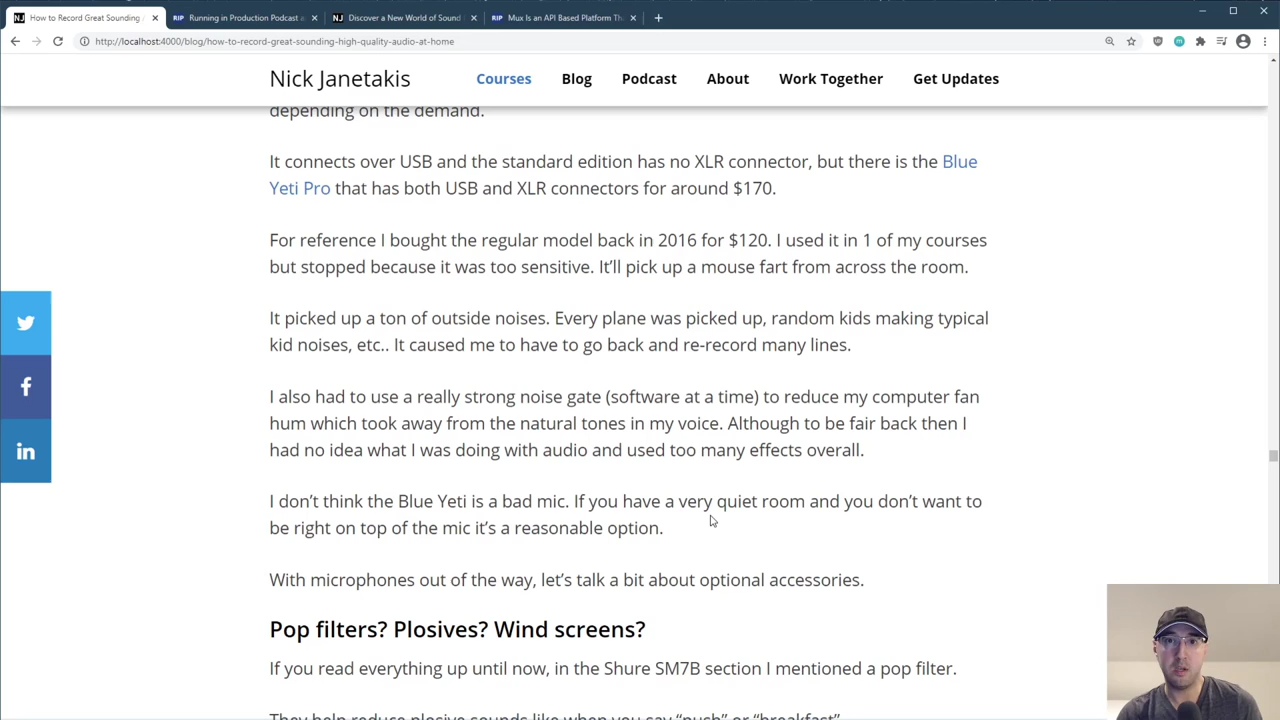 How to Record Great Sounding
Running in Production Podcast
Discover a New World of Sound
Mux Is an API Based Platform Th
http://localhost:4000/blog/how-to-record-great-sounding-high-quality-audio-at-home
Nick Janetakis
Courses
Blog
Podcast
About
Work Together
Get Updates
depending on the demand.
It connects over USB and the standard edition has no XLR connector, but there is the Blue
Yeti Pro that has both USB and XLR connectors for around $170.
For reference I bought the regular model back in 2016 for $120. I used it in 1 of my courses
but stopped because it was too sensitive. It’ll pick up a mouse fart from across the room.
It picked up a ton of outside noises. Every plane was picked up, random kids making typical
kid noises, etc.. It caused me to have to go back and re-record many lines.
I also had to use a really strong noise gate (software at a time) to reduce my computer fan
hum which took away from the natural tones in my voice. Although to be fair back then I
had no idea what I was doing with audio and used too many effects overall.
I don’t think the Blue Yeti is a bad mic. If you have a very quiet room and you don’t want to
be right on top of the mic it’s a reasonable option.
With microphones out of the way, let’s talk a bit about optional accessories.
Pop filters? Plosives? Wind screens?
If you read everything up until now, in the Shure SM7B section I mentioned a pop filter.
They help reduce plosive sounds like when you say “push” or “breakfast”